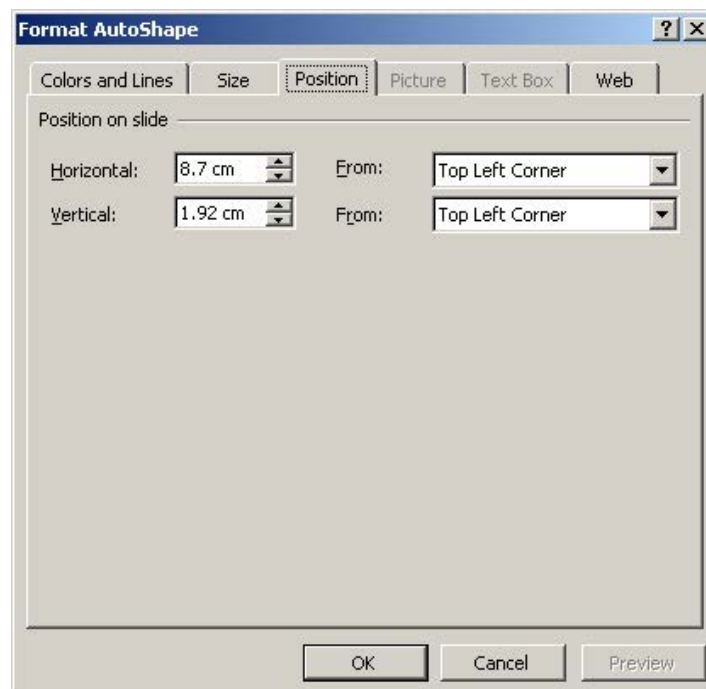 Format AutoShape
Colors and Lines Size Position Picture Text Box Web
Position on slide
Horizontal: 8.7 cm From: Top Left Corner
Vertical: 1.92 cm From: Top Left Corner
OK Cancel Preview